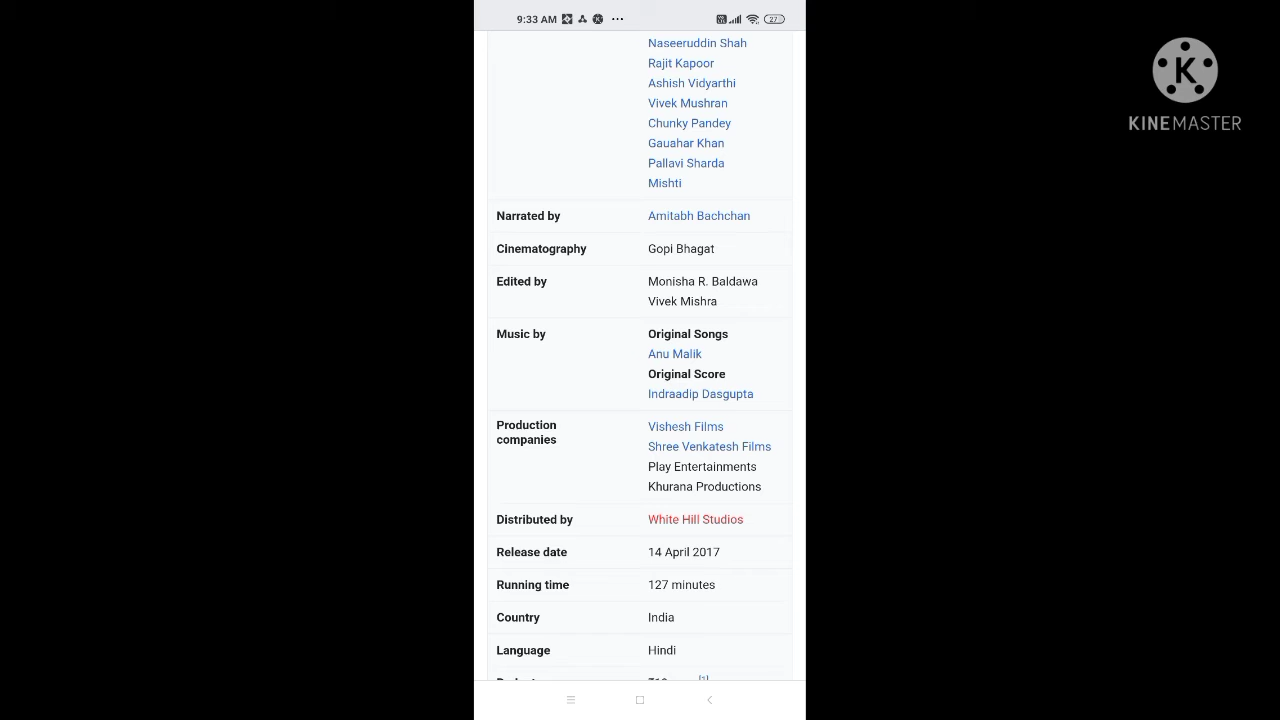 9:33 AM
27
Naseeruddin Shah
Rajit Kapoor
Ashish Vidyarthi
Vivek Mushran
Chunky Pandey
Gauahar Khan
Pallavi Sharda
Mishti
Narrated by Amitabh Bachchan
Cinematography Gopi Bhagat
Edited by Monisha R. Baldawa
Vivek Mishra
Music by Original Songs
Anu Malik
Original Score
Indraadip Dasgupta
Production Vishesh Films
companies Shree Venkatesh Films
Play Entertainments
Khurana Productions
Distributed by White Hill Studios
Release date 14 April 2017
Running time 127 minutes
Country India
Language Hindi
K
KINEMASTER